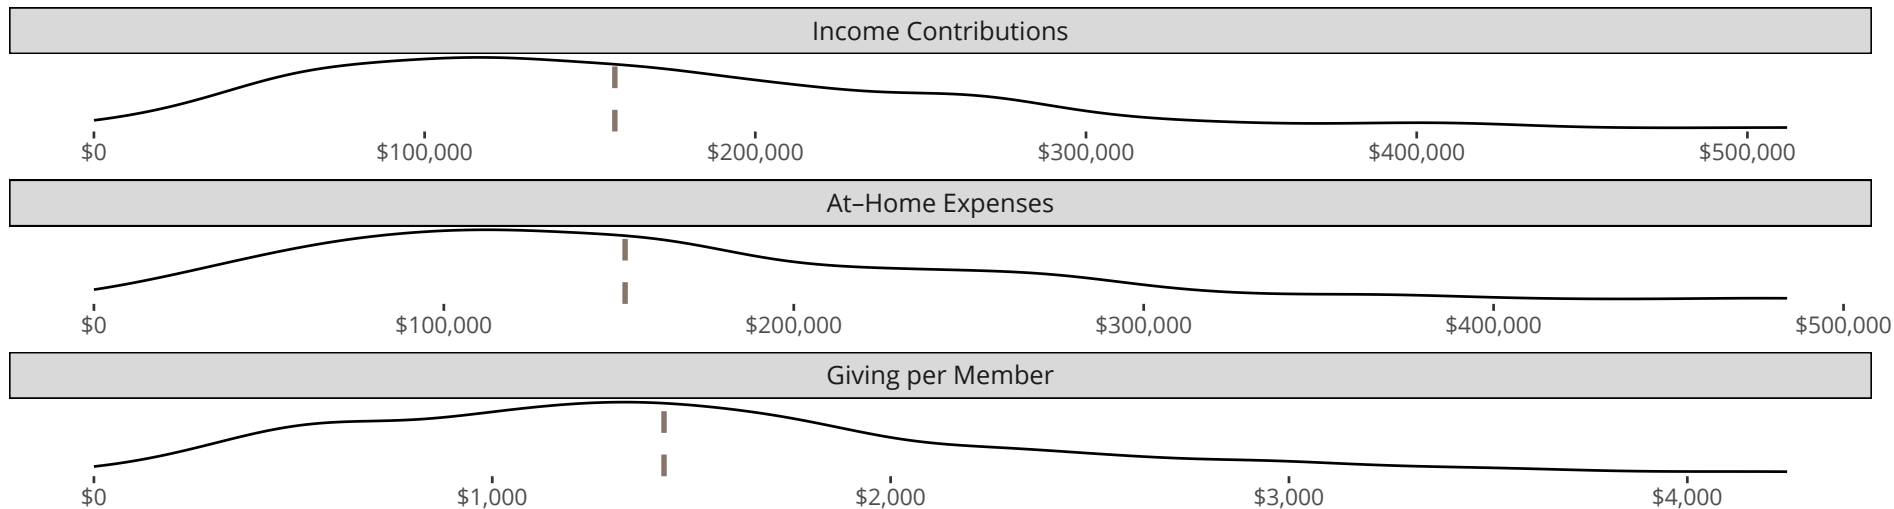 Income Contributions
$0 $100,000 $200,000 $300,000 $400,000 $500,000
At–Home Expenses
$0 $100,000 $200,000 $300,000 $400,000 $500,000
Giving per Member
$0 $1,000 $2,000 $3,000 $4,000